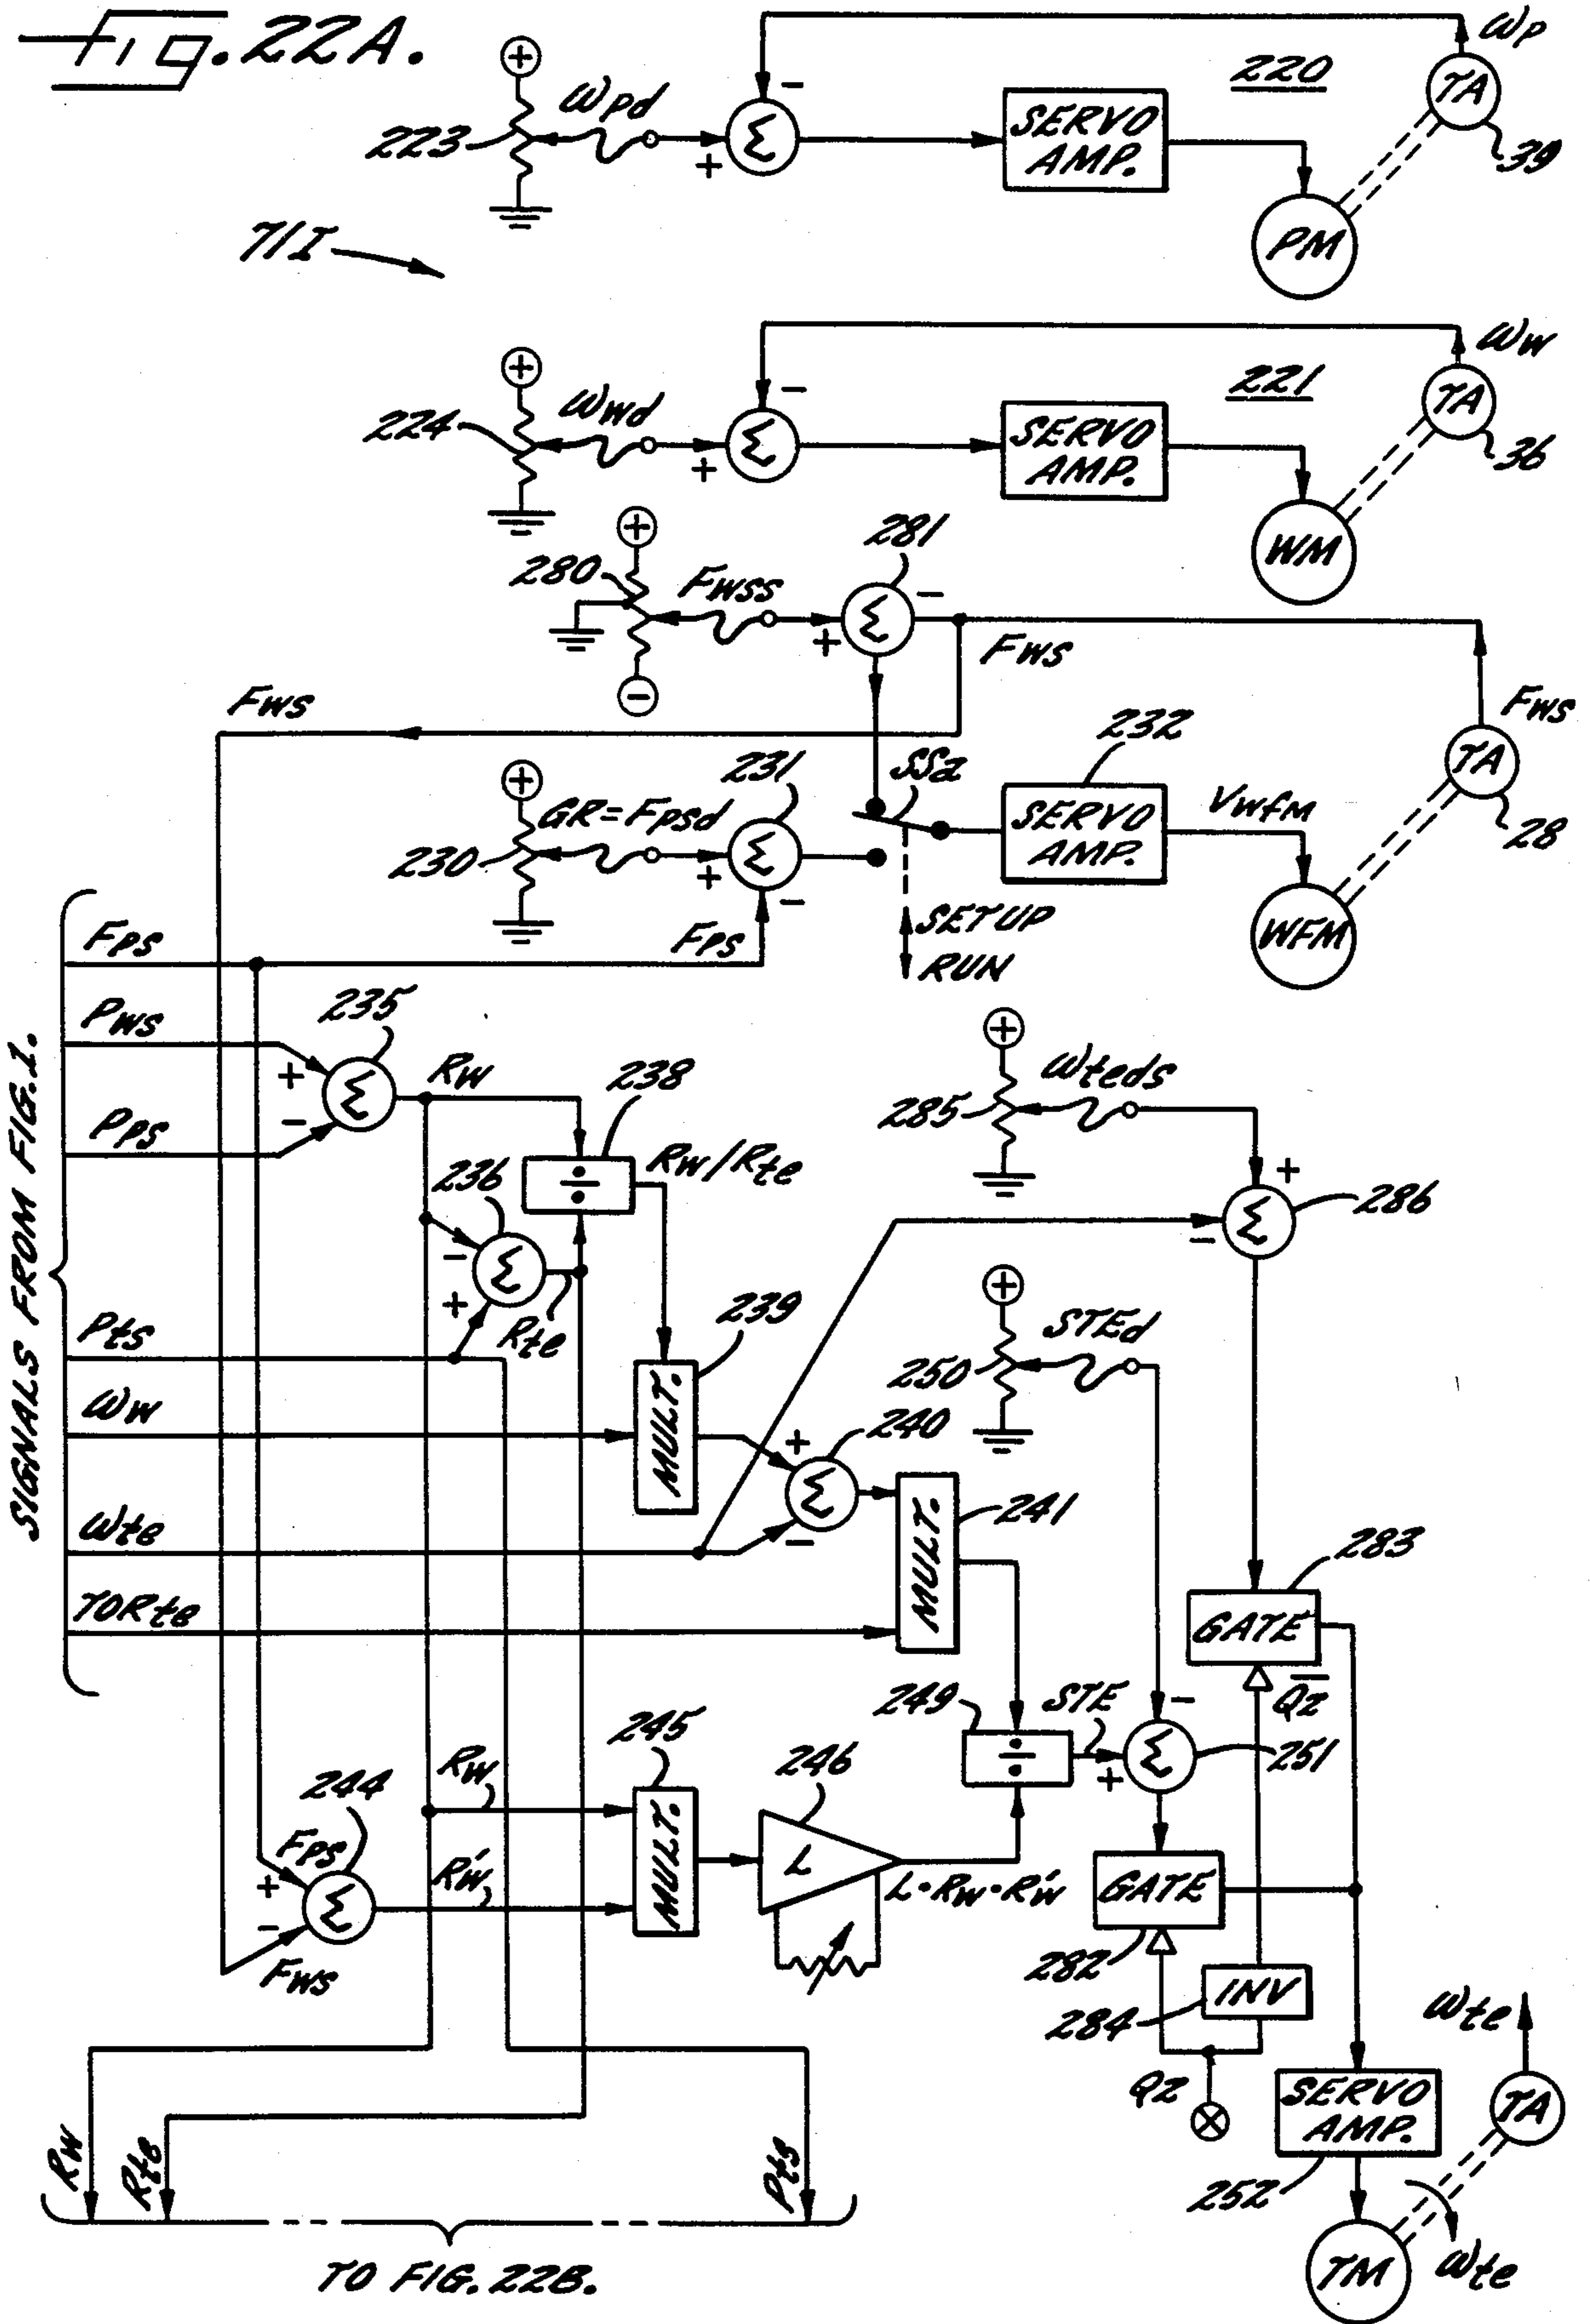 Fig. 22A.
ωp
220
TA
39
+
ωpd
223
-
+
Σ
SERVO
AMP.
PM
71I
ωw
221
TA
36
+
ωwd
224
-
+
Σ
SERVO
AMP.
WM
+
280
Fwss
-
281
Σ
-
+
Fws
Fws
Fws
TA
28
+
GR=Fpsd
230
231
+
Σ
-
SSa
232
SERVO
AMP.
VwfM
WFM
SETUP
RUN
SIGNALS FROM FIG.1.
Fps
Fps
Pws
235
+
-
Σ
Rw
Pps
238
÷
Rw/Rte
236
-
+
Σ
Rte
+
ωteds
285
+
-
Σ
286
Pts
239
MULT.
+
STEd
250
ωw
+
240
Σ
-
241
MULT.
ωte
TORte
283
GATE
Q̅z
249
÷
STE
-
+
Σ
251
245
MULT.
Rw
R'w
246
L
L·Rw·R'w
244
Fps
+
-
Σ
Fws
GATE
282
284
INV
Qz
SERVO
AMP.
252
ωte
TA
TM
ωte
Rw
Rte
Pts
TO FIG. 22B.